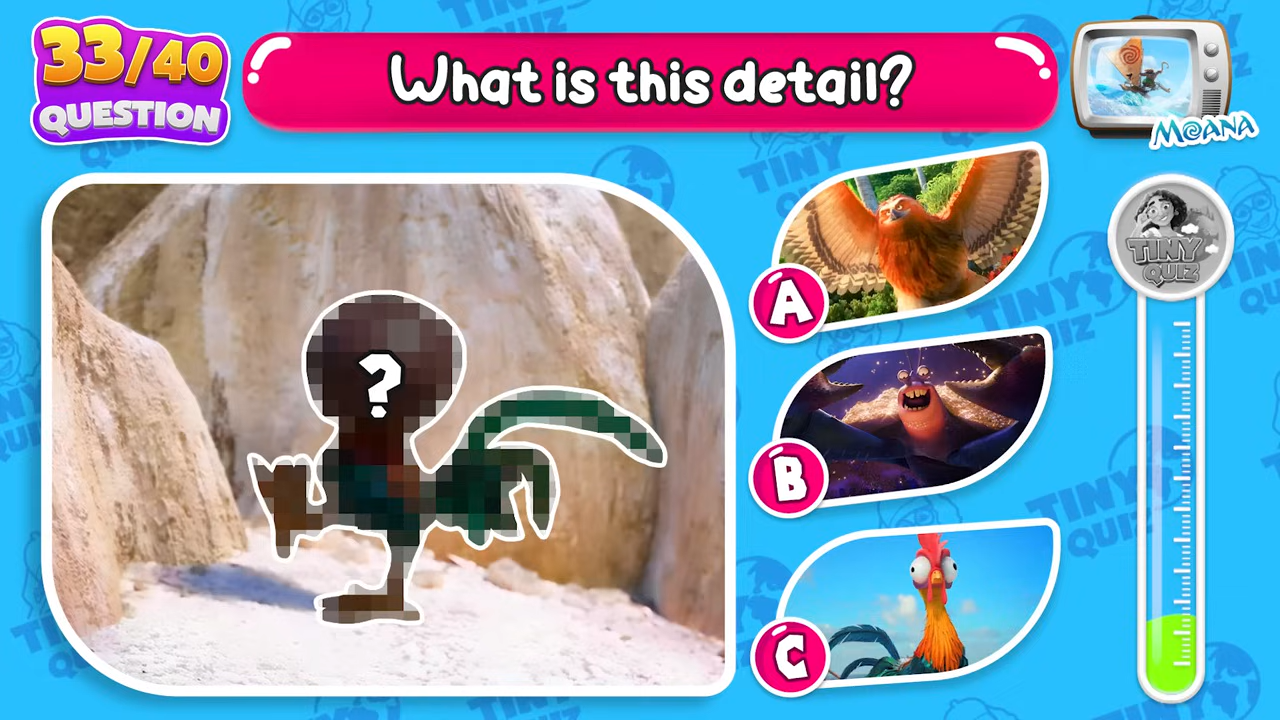 33/40
QUESTION
What is this detail?
MOANA
?
A
B
C
TINY
QUIZ